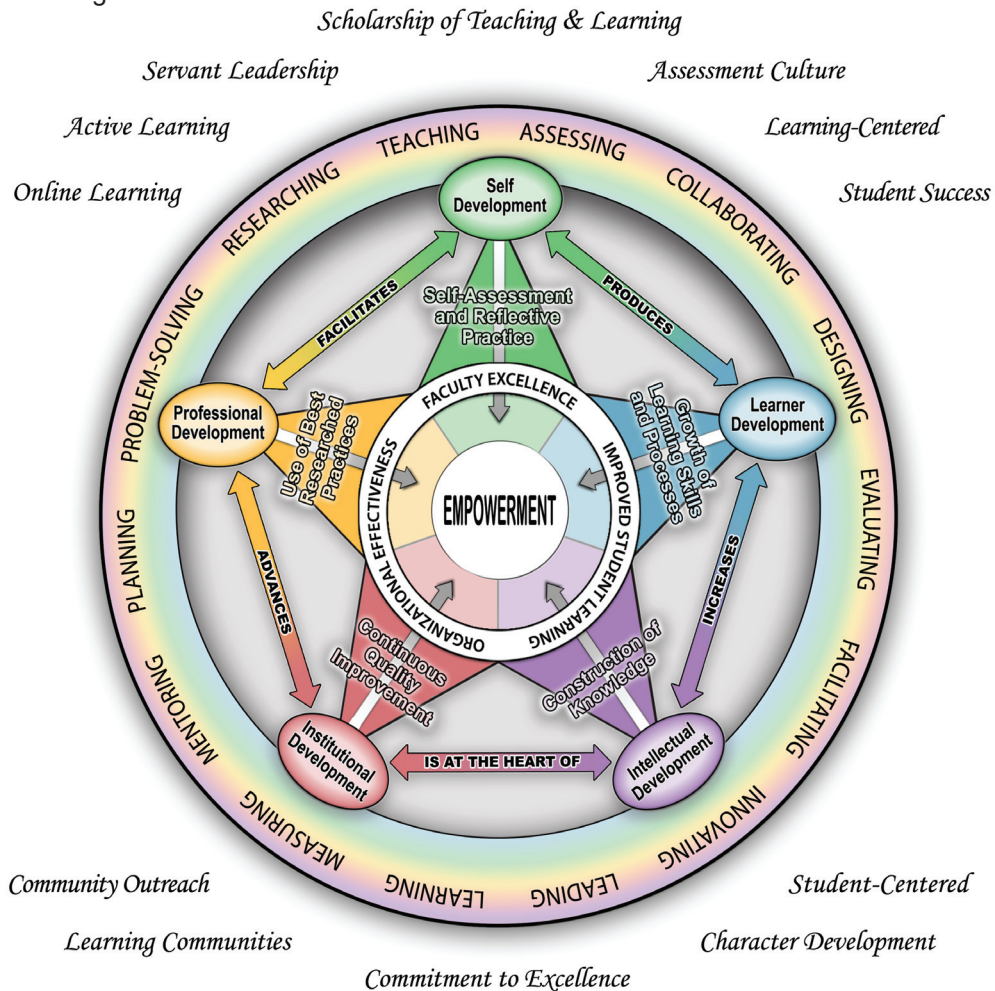 Scholarship of Teaching & Learning
Servant Leadership
Assessment Culture
Active Learning
Learning-Centered
Online Learning
Student Success
TEACHING
ASSESSING
COLLABORATING
DESIGNING
EVALUATING
FACILITATING
INNOVATING
LEADING
LEARNING
MEASURING
MENTORING
PLANNING
PROBLEM-SOLVING
RESEARCHING
Self
Development
FACILITATES
PRODUCES
Self-Assessment
and Reflective
Practice
Professional
Development
Use of Best
Researched
Practices
Learner
Development
Growth of
Learning Skills
and Processes
FACULTY EXCELLENCE
IMPROVED STUDENT LEARNING
ORGANIZATIONAL EFFECTIVENESS
EMPOWERMENT
ADVANCES
INCREASES
Continuous
Quality
Improvement
Construction of
Knowledge
Institutional
Development
IS AT THE HEART OF
Intellectual
Development
Community Outreach
Student-Centered
Learning Communities
Character Development
Commitment to Excellence